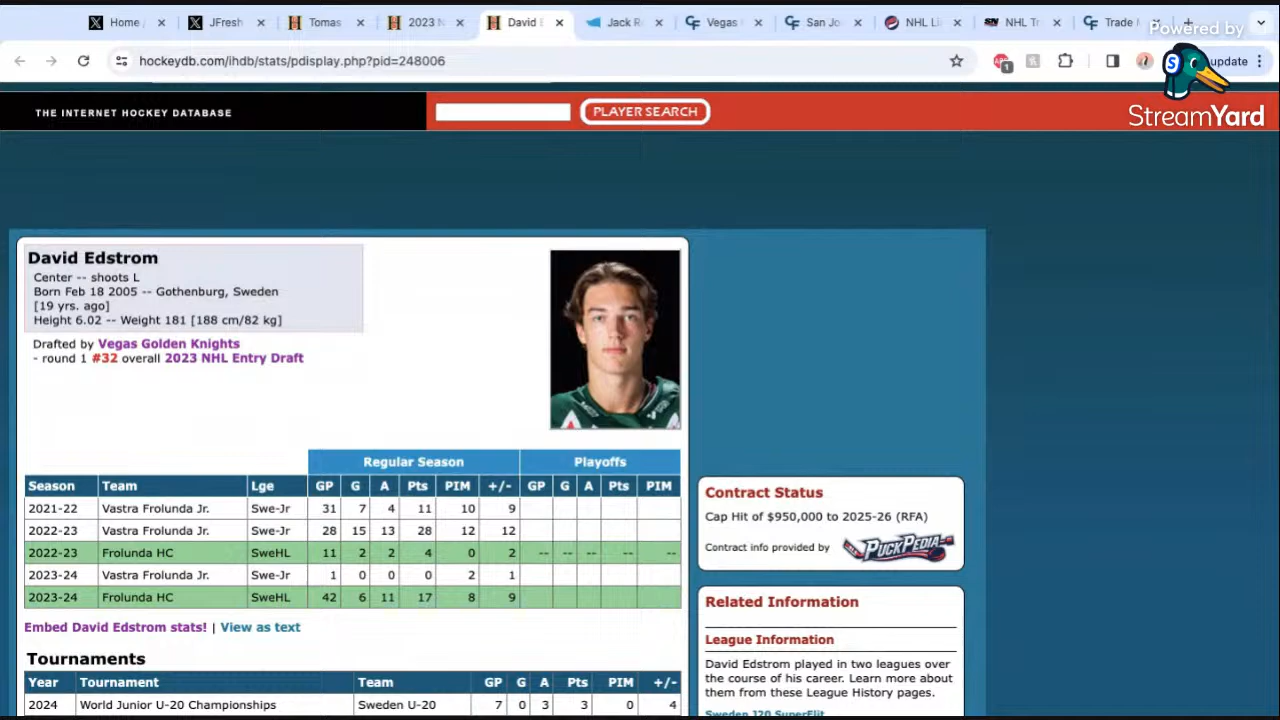 Home
JFresh
Tomas
2023 N
David E
Jack R
Vegas
San Jo
NHL Li
NHL Tr
Trade
Powered by
hockeydb.com/ihdb/stats/pdisplay.php?pid=248006
1
update
StreamYard
THE INTERNET HOCKEY DATABASE
PLAYER SEARCH
David Edstrom
Center -- shoots L
Born Feb 18 2005 -- Gothenburg, Sweden
[19 yrs. ago]
Height 6.02 -- Weight 181 [188 cm/82 kg]
Drafted by Vegas Golden Knights
- round 1 #32 overall 2023 NHL Entry Draft
Regular Season Playoffs
Season Team Lge GP G A Pts PIM +/- GP G A Pts PIM
2021-22 Vastra Frolunda Jr. Swe-Jr 31 7 4 11 10 9
2022-23 Vastra Frolunda Jr. Swe-Jr 28 15 13 28 12 12
2022-23 Frolunda HC SweHL 11 2 2 4 0 2 -- -- -- -- --
2023-24 Vastra Frolunda Jr. Swe-Jr 1 0 0 0 2 1
2023-24 Frolunda HC SweHL 42 6 11 17 8 9
Embed David Edstrom stats! | View as text
Tournaments
Year Tournament Team GP G A Pts PIM +/-
2024 World Junior U-20 Championships Sweden U-20 7 0 3 3 0 4
Contract Status
Cap Hit of $950,000 to 2025-26 (RFA)
Contract info provided by PUCKPEDIA
Related Information
League Information
David Edstrom played in two leagues over
the course of his career. Learn more about
them from these League History pages.
Sweden J20 SuperElit